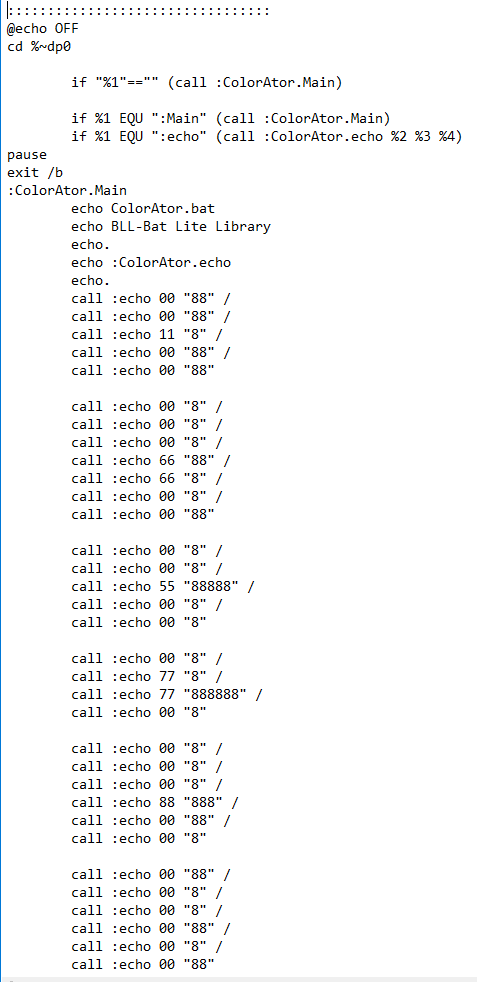 :::::::::::::::::::::::::::::::::
@echo OFF
cd %~dp0
if "%1"=="" (call :ColorAtor.Main)
if %1 EQU ":Main" (call :ColorAtor.Main)
if %1 EQU ":echo" (call :ColorAtor.echo %2 %3 %4)
pause
exit /b
:ColorAtor.Main
echo ColorAtor.bat
echo BLL-Bat Lite Library
echo.
echo :ColorAtor.echo
echo.
call :echo 00 "88" /
call :echo 00 "88" /
call :echo 11 "8" /
call :echo 00 "88" /
call :echo 00 "88"
call :echo 00 "8" /
call :echo 00 "8" /
call :echo 00 "8" /
call :echo 66 "88" /
call :echo 66 "8" /
call :echo 00 "8" /
call :echo 00 "88"
call :echo 00 "8" /
call :echo 00 "8" /
call :echo 55 "88888" /
call :echo 00 "8" /
call :echo 00 "8"
call :echo 00 "8" /
call :echo 77 "8" /
call :echo 77 "888888" /
call :echo 00 "8"
call :echo 00 "8" /
call :echo 00 "8" /
call :echo 00 "8" /
call :echo 88 "888" /
call :echo 00 "88" /
call :echo 00 "8"
call :echo 00 "88" /
call :echo 00 "8" /
call :echo 00 "8" /
call :echo 00 "88" /
call :echo 00 "8" /
call :echo 00 "88"